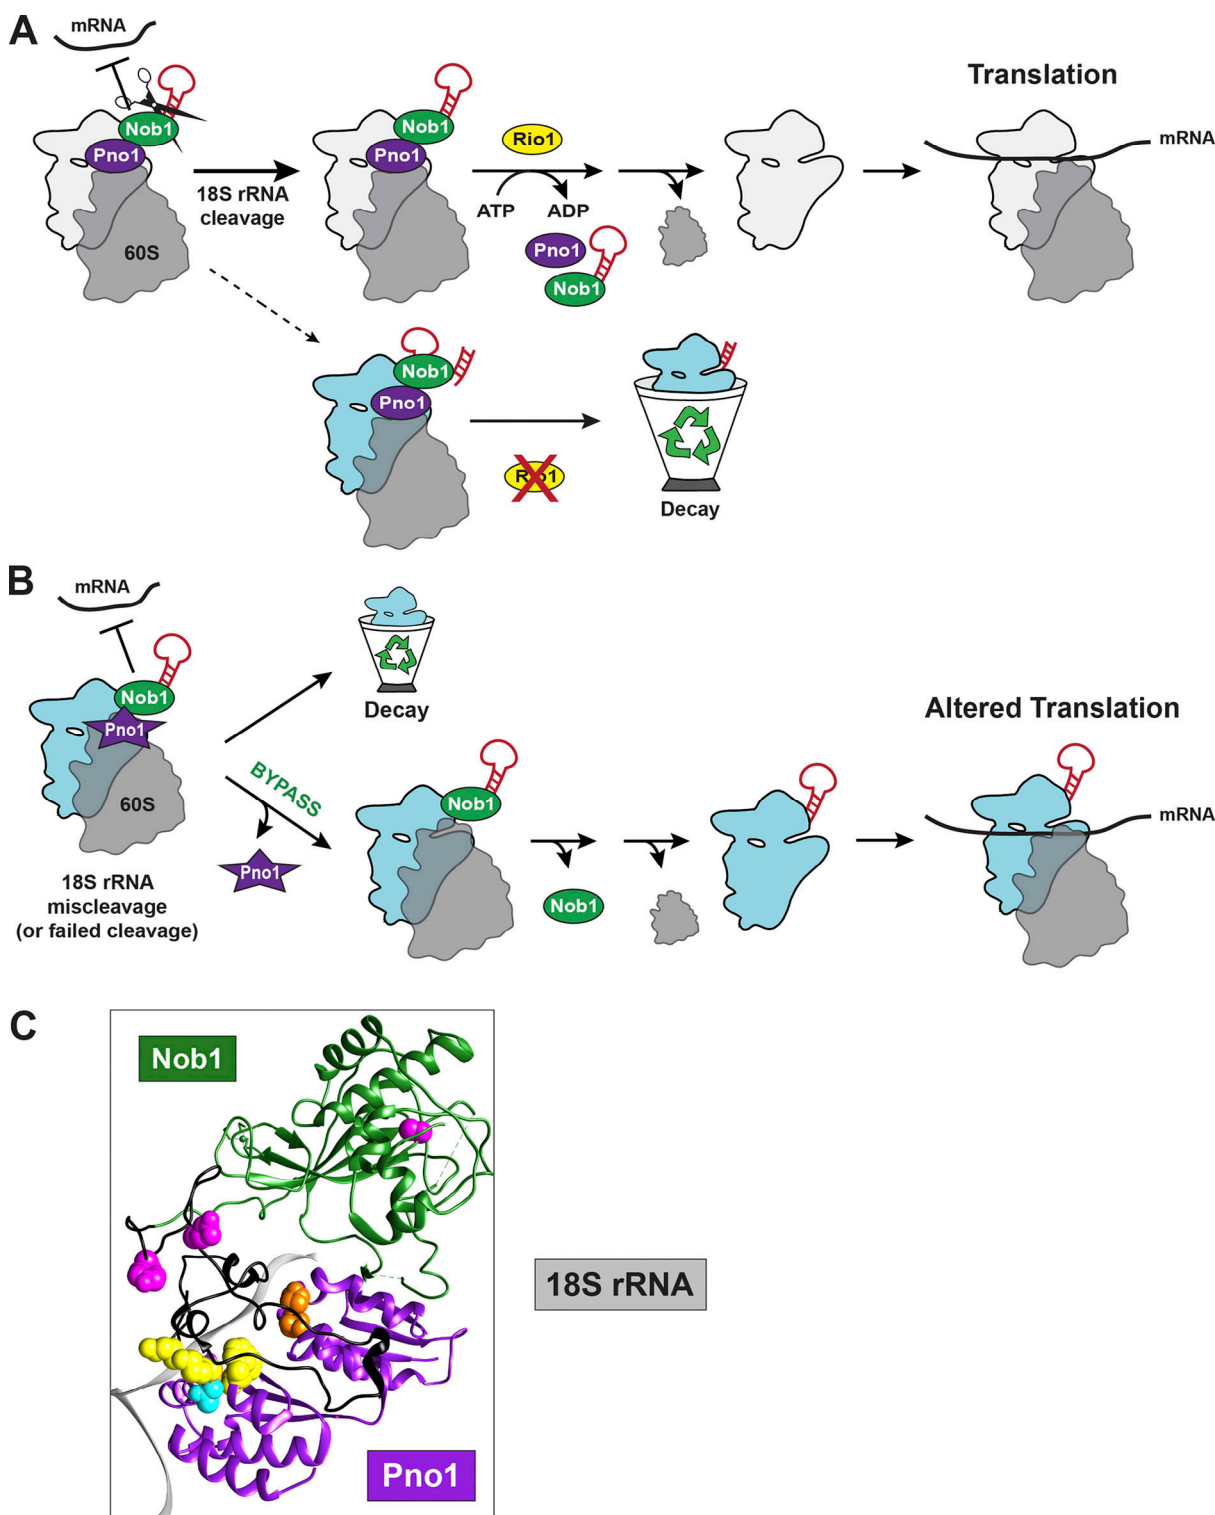 A
mRNA
Nob1
Pno1
60S
18S rRNA
cleavage
Nob1
Pno1
Rio1
ATP
ADP
Pno1
Nob1
Translation
mRNA
Nob1
Pno1
Rio1
Decay
B
mRNA
Nob1
Pno1
60S
18S rRNA
miscleavage
(or failed cleavage)
Decay
BYPASS
Pno1
Nob1
Nob1
Altered Translation
mRNA
C
Nob1
18S rRNA
Pno1